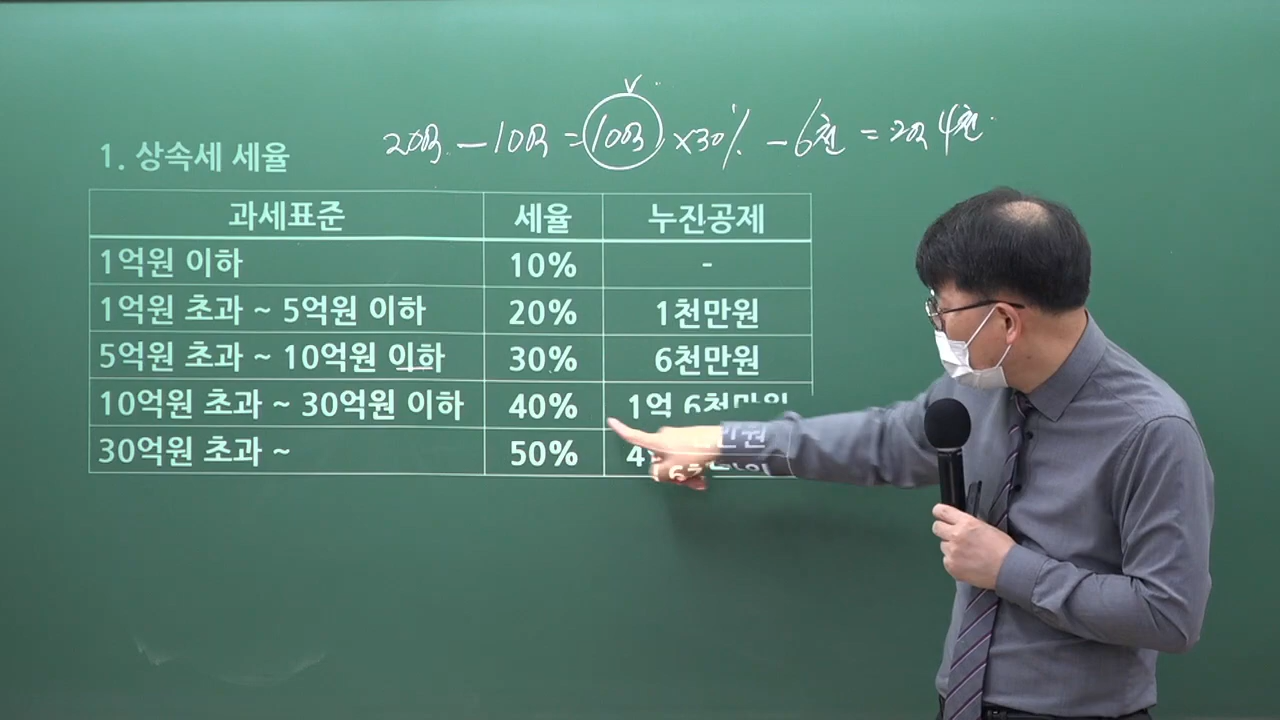 20억 - 10억 = 10억 × 30% - 6천 = 2억 4천
1. 상속세 세율
과세표준 세율 누진공제
1억원 이하 10% -
1억원 초과 ~ 5억원 이하 20% 1천만원
5억원 초과 ~ 10억원 이하 30% 6천만원
10억원 초과 ~ 30억원 이하 40% 1억 6천만원
30억원 초과 ~ 50%